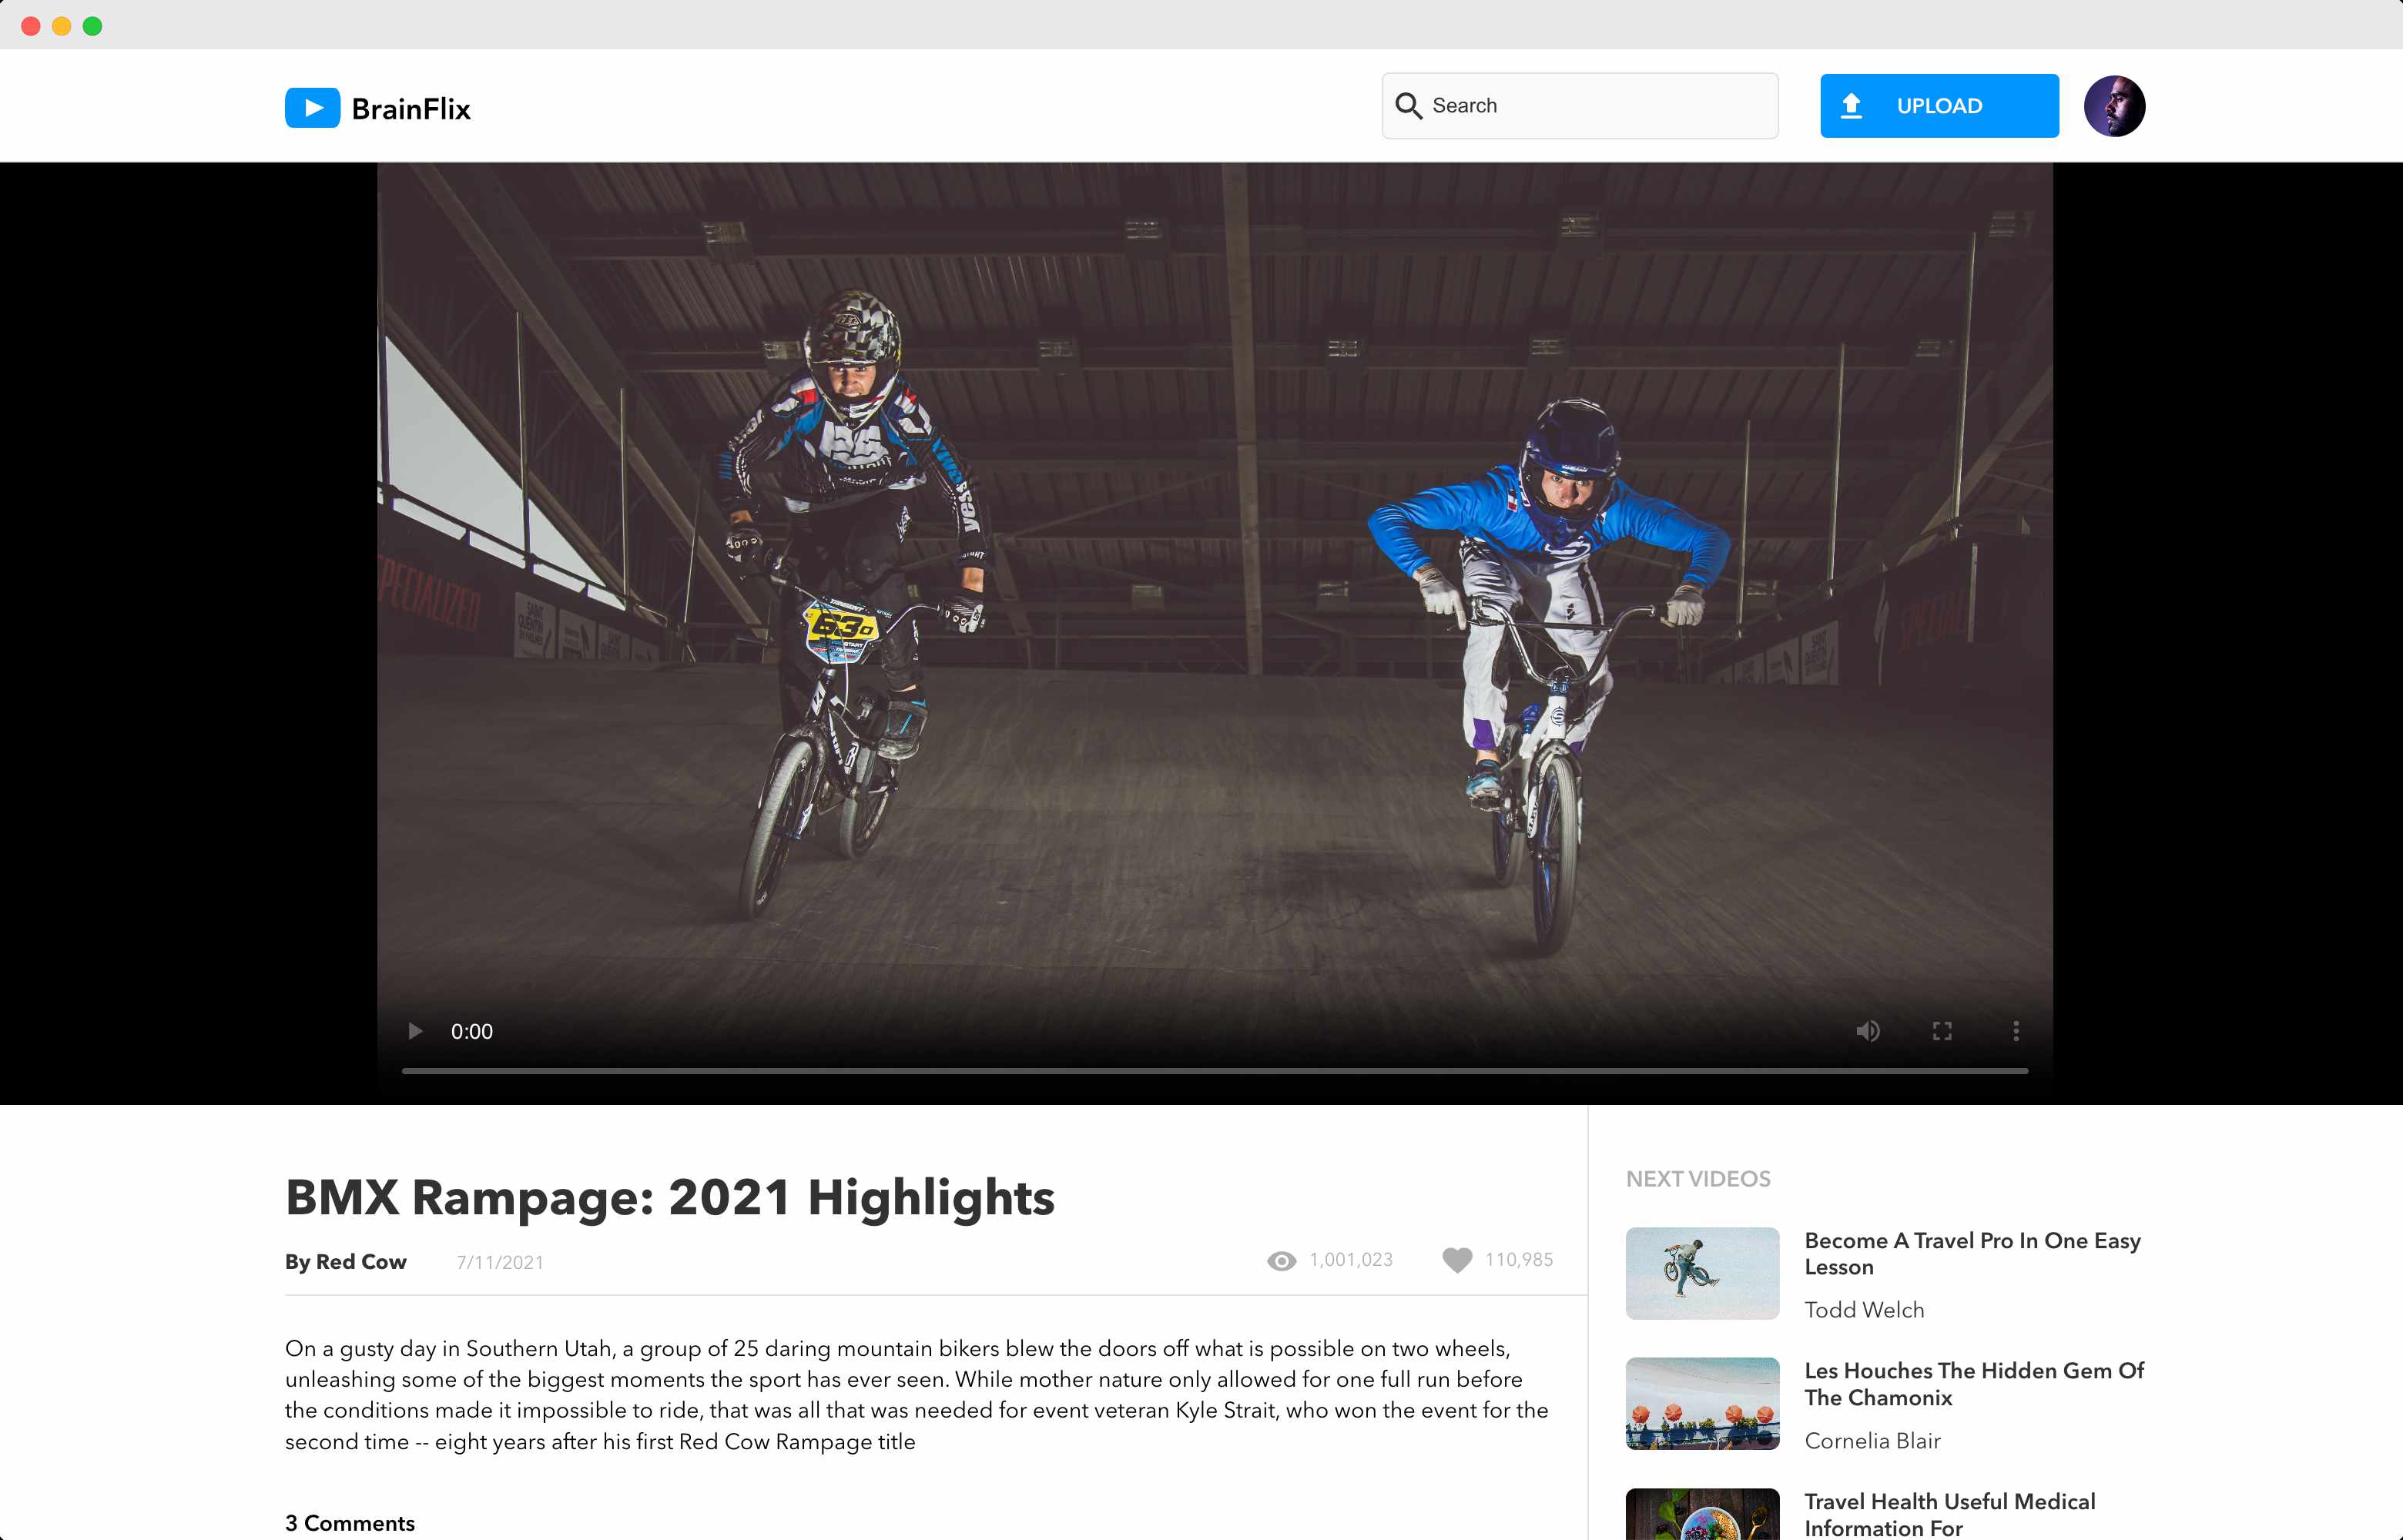 BrainFlix
Search
UPLOAD
yess
SPECIALIZED
SAINT
QUENTIN
630
0:00
BMX Rampage: 2021 Highlights
By Red Cow
7/11/2021
1,001,023
110,985
On a gusty day in Southern Utah, a group of 25 daring mountain bikers blew the doors off what is possible on two wheels,
unleashing some of the biggest moments the sport has ever seen. While mother nature only allowed for one full run before
the conditions made it impossible to ride, that was all that was needed for event veteran Kyle Strait, who won the event for the
second time -- eight years after his first Red Cow Rampage title
3 Comments
NEXT VIDEOS
Become A Travel Pro In One Easy
Lesson
Todd Welch
Les Houches The Hidden Gem Of
The Chamonix
Cornelia Blair
Travel Health Useful Medical
Information For